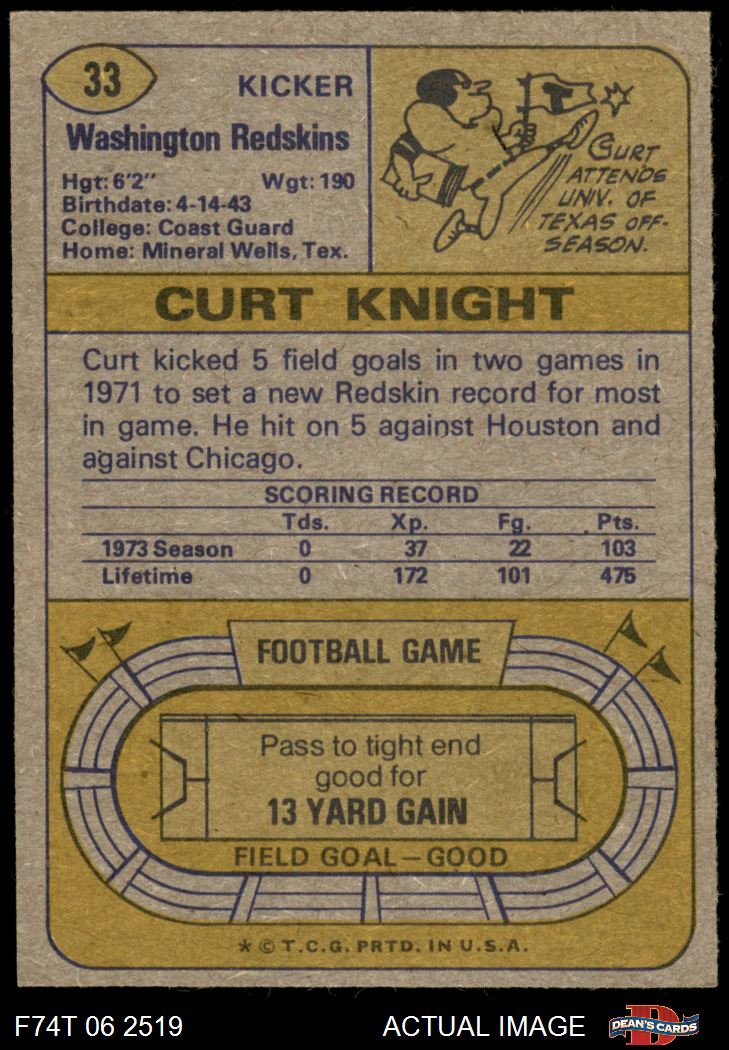 33
KICKER
Washington Redskins
Hgt: 6'2" Wgt: 190
Birthdate: 4-14-43
College: Coast Guard
Home: Mineral Wells, Tex.
CURT
ATTENDS
UNIV. OF
TEXAS OFF-
SEASON.
CURT KNIGHT
Curt kicked 5 field goals in two games in
1971 to set a new Redskin record for most
in game. He hit on 5 against Houston and
against Chicago.
SCORING RECORD
Tds. Xp. Fg. Pts.
1973 Season 0 37 22 103
Lifetime 0 172 101 475
FOOTBALL GAME
Pass to tight end
good for
13 YARD GAIN
FIELD GOAL—GOOD
* © T.C.G. PRTD. IN U.S.A.
F74T 06 2519 ACTUAL IMAGE D DEAN'S CARDS